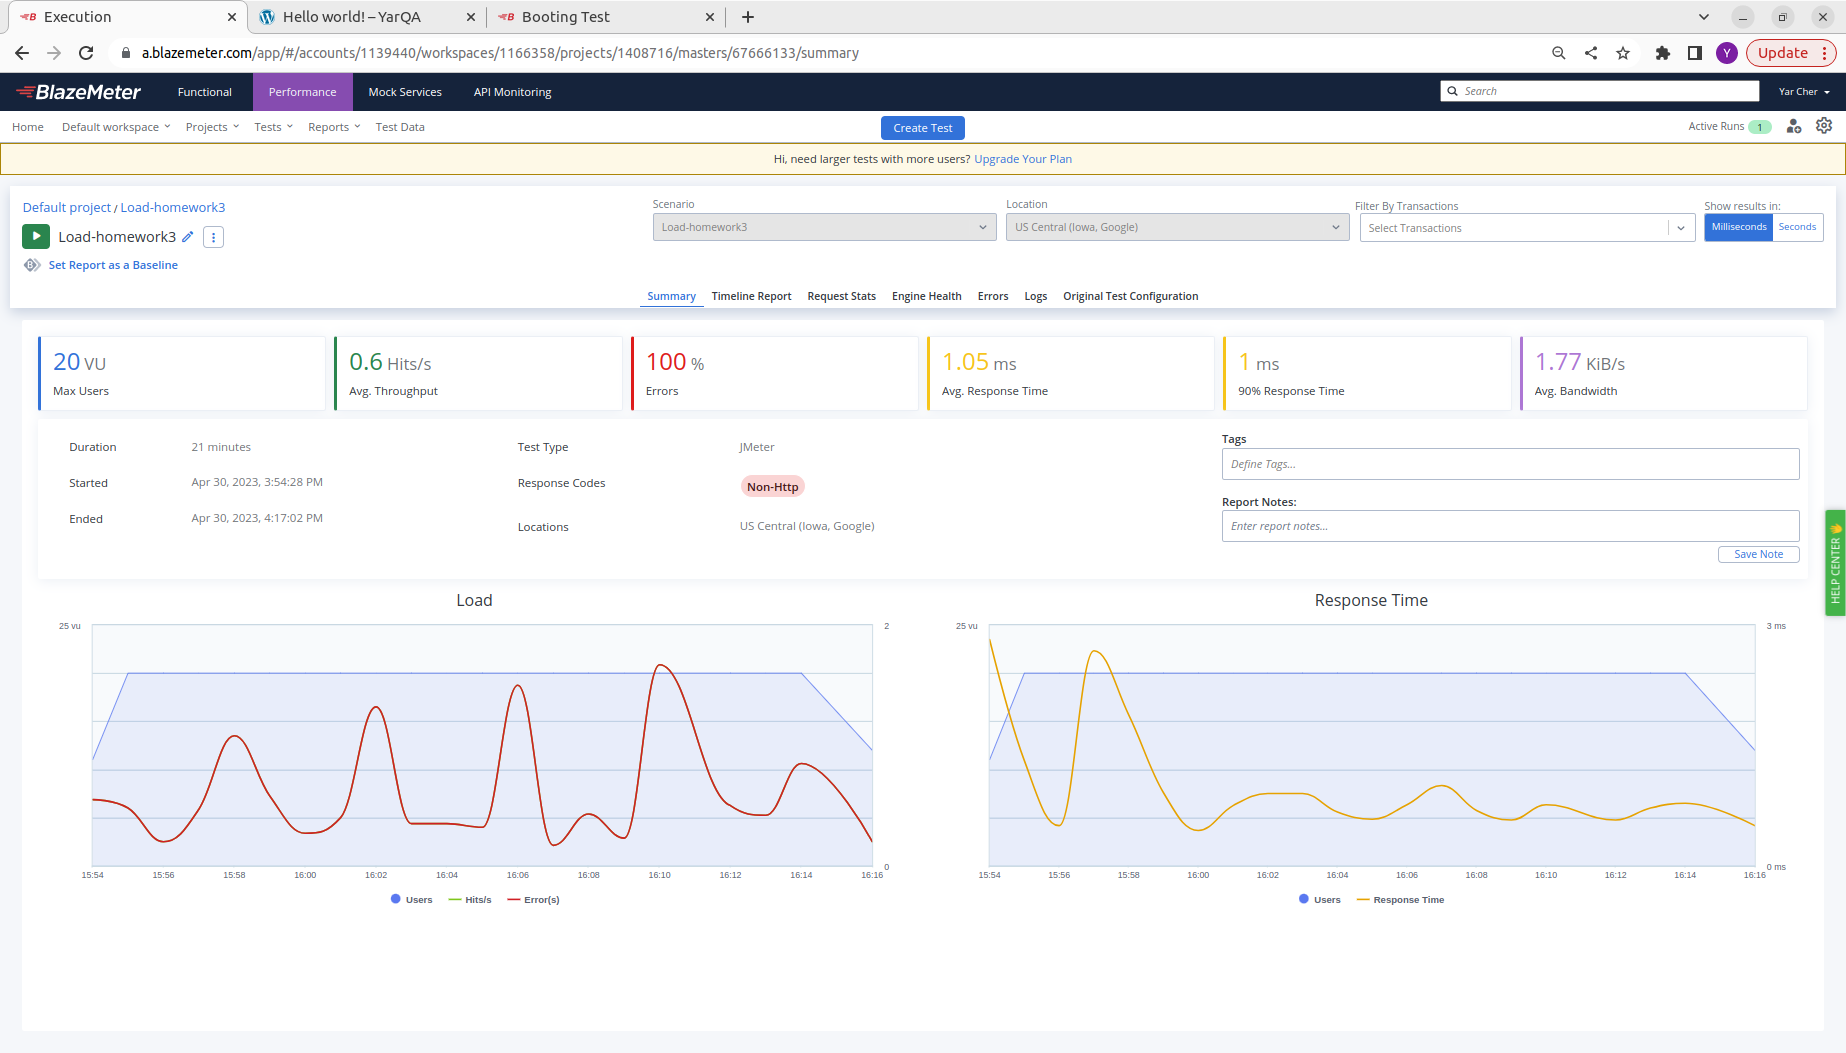 Execution
Hello world! – YarQA
Booting Test
a.blazemeter.com/app/#/accounts/1139440/workspaces/1166358/projects/1408716/masters/67666133/summary
Y
Update
BlazeMeter
Functional
Performance
Mock Services
API Monitoring
Search
Yar Cher
Home
Default workspace
Projects
Tests
Reports
Test Data
Create Test
Active Runs 1
Hi, need larger tests with more users? Upgrade Your Plan
Default project / Load-homework3
Load-homework3
Set Report as a Baseline
Scenario
Load-homework3
Location
US Central (Iowa, Google)
Filter By Transactions
Select Transactions
Show results in:
Milliseconds
Seconds
Summary
Timeline Report
Request Stats
Engine Health
Errors
Logs
Original Test Configuration
20 VU
Max Users
0.6 Hits/s
Avg. Throughput
100 %
Errors
1.05 ms
Avg. Response Time
1 ms
90% Response Time
1.77 KiB/s
Avg. Bandwidth
Duration
21 minutes
Started
Apr 30, 2023, 3:54:28 PM
Ended
Apr 30, 2023, 4:17:02 PM
Test Type
JMeter
Response Codes
Non-Http
Locations
US Central (Iowa, Google)
Tags
Define Tags...
Report Notes:
Enter report notes...
Save Note
HELP CENTER
Load
25 vu
2
0
15:54
15:56
15:58
16:00
16:02
16:04
16:06
16:08
16:10
16:12
16:14
16:16
Users
Hits/s
Error(s)
Response Time
25 vu
3 ms
0 ms
15:54
15:56
15:58
16:00
16:02
16:04
16:06
16:08
16:10
16:12
16:14
16:16
Users
Response Time